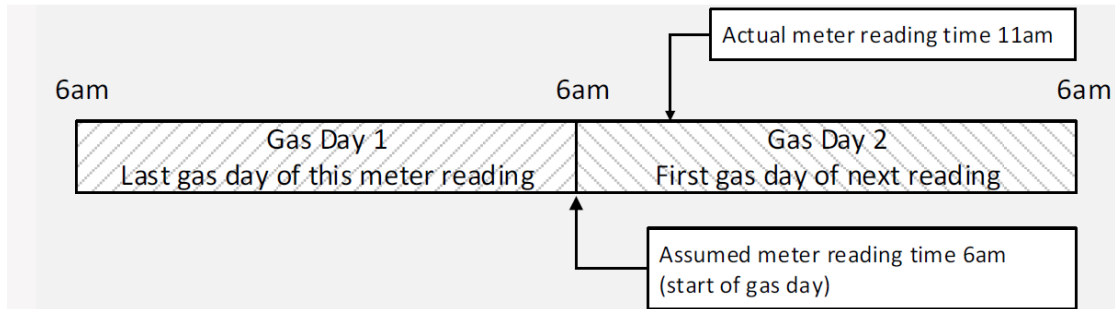 Actual meter reading time 11am
6am
6am
6am
Gas Day 1
Last gas day of this meter reading
Gas Day 2
First gas day of next reading
Assumed meter reading time 6am
(start of gas day)